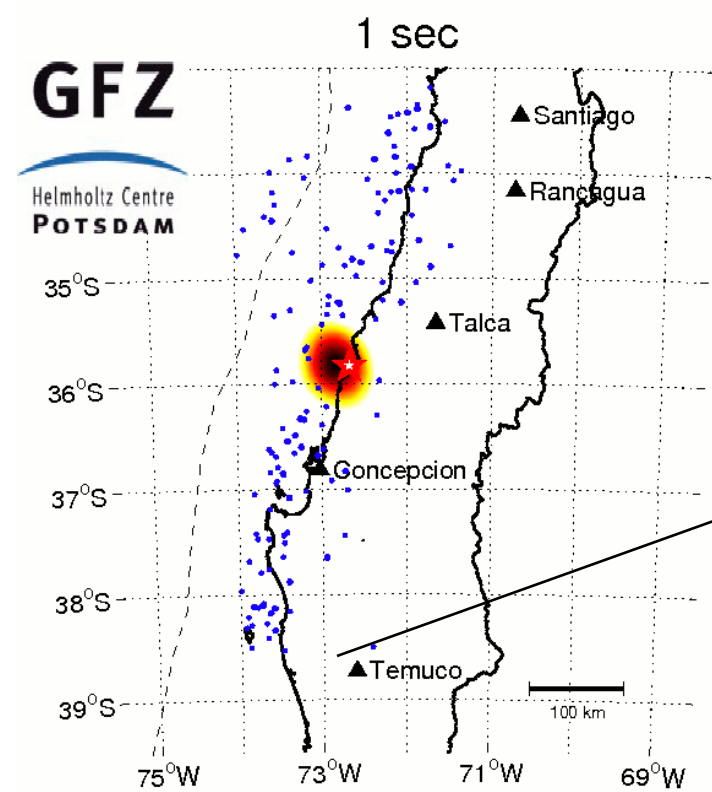 1 sec
GFZ
Helmholtz Centre
POTSDAM
Santiago
Rancagua
35°S
Talca
36°S
Concepcion
37°S
38°S
Temuco
39°S
100 km
75°W 73°W 71°W 69°W